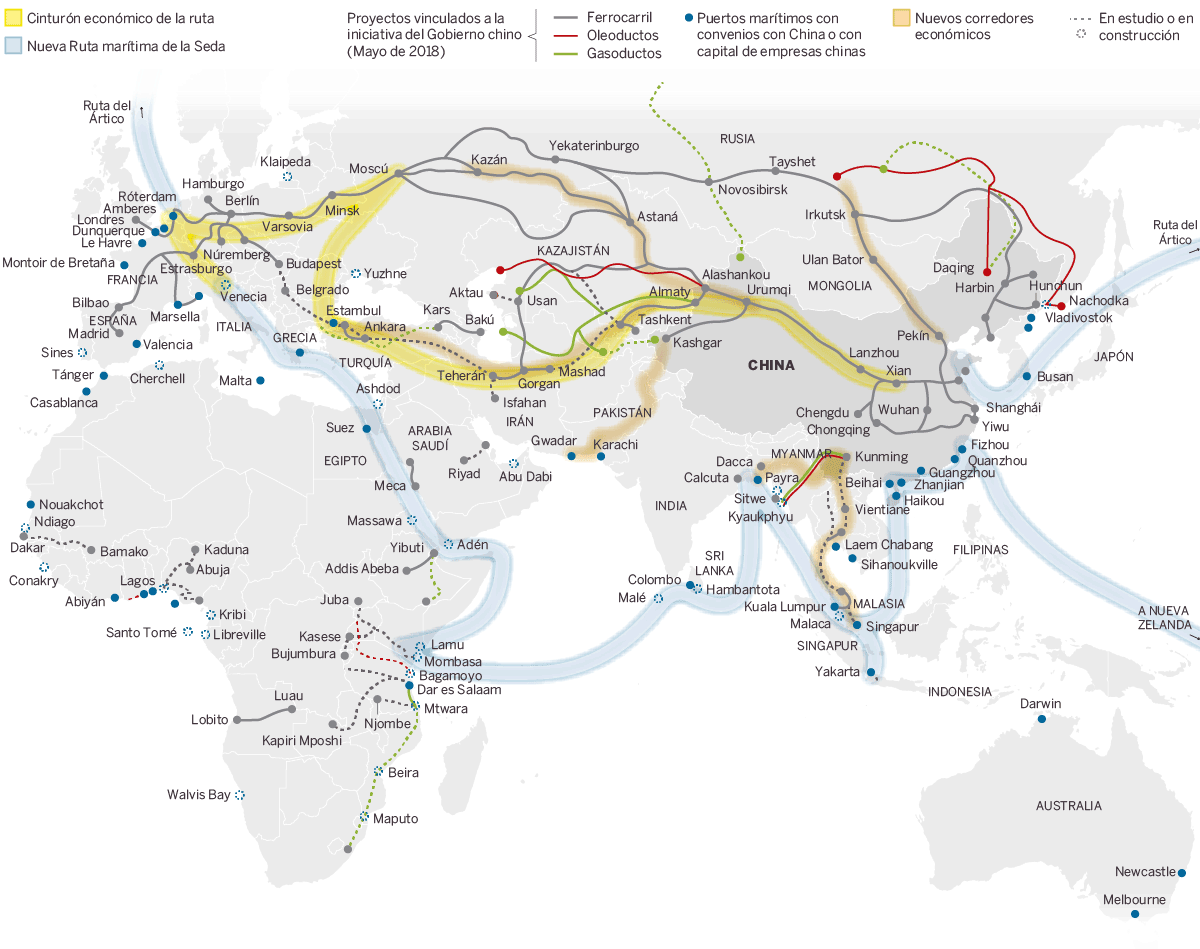 Cinturón económico de la ruta
Nueva Ruta marítima de la Seda
Proyectos vinculados a la
iniciativa del Gobierno chino
(Mayo de 2018)
Ferrocarril
Oleoductos
Gasoductos
Puertos marítimos con
convenios con China o con
capital de empresas chinas
Nuevos corredores
económicos
En estudio o en
construcción
Ruta del
Ártico
RUSIA
Klaipeda
Moscú
Kazán
Yekaterinburgo
Tayshet
Novosibirsk
Hamburgo
Róterdam
Berlín
Amberes
Londres
Dunquerque
Le Havre
Varsovia
Minsk
Astaná
Irkutsk
Ruta del
Ártico
Montoir de Bretaña
FRANCIA
Estrasburgo
Núremberg
Budapest
Yuzhne
KAZAJISTÁN
Alashankou
Ulan Bator
MONGOLIA
Daqing
Harbin
Hunchun
Nachodka
Vladivostok
Bilbao
ESPAÑA
Madrid
Marsella
Venecia
ITALIA
Belgrado
Estambul
Ankara
Kars
Aktau
Bakú
Usan
Almaty
Urumqi
Tashkent
Kashgar
Pekín
JAPÓN
Sines
Valencia
GRECIA
TURQUÍA
Teherán
Gorgan
Mashad
CHINA
Lanzhou
Xian
Busan
Tánger
Casablanca
Cherchell
Malta
Ashdod
Isfahan
IRÁN
PAKISTÁN
Chengdu
Chongqing
Wuhan
Shanghái
Yiwu
Suez
ARABIA
SAUDÍ
EGIPTO
Riyad
Meca
Abu Dabi
Gwadar
Karachi
MYANMAR
Kunming
Fizhou
Quanzhou
Guangzhou
Zhanjian
Beihai
Haikou
Dacca
Calcuta
Payra
Sitwe
Kyaukphyu
INDIA
Vientiane
Nouakchot
Ndiago
Dakar
Bamako
Conakry
Kaduna
Abuja
Lagos
Abiyán
Massawa
Adén
Yibuti
Addis Abeba
SRI
LANKA
Colombo
Malé
Hambantota
Laem Chabang
Sihanoukville
FILIPINAS
Kribi
Santo Tomé
Libreville
Juba
Kasese
Bujumbura
Lamu
Mombasa
Bagamoyo
Dar es Salaam
Mtwara
Kuala Lumpur
Malaca
MALASIA
Singapur
SINGAPUR
Yakarta
INDONESIA
A NUEVA
ZELANDA
Luau
Lobito
Kapiri Mposhi
Njombe
Darwin
Beira
Walvis Bay
Maputo
AUSTRALIA
Newcastle
Melbourne